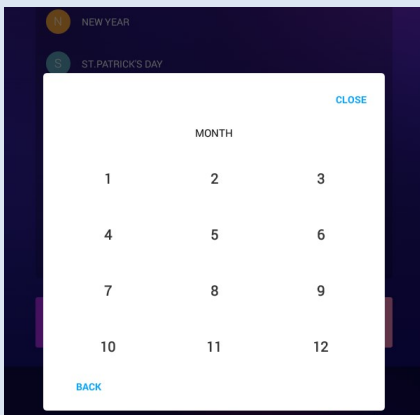 N NEW YEAR
S ST.PATRICK'S DAY
CLOSE
MONTH
1 2 3
4 5 6
7 8 9
10 11 12
BACK